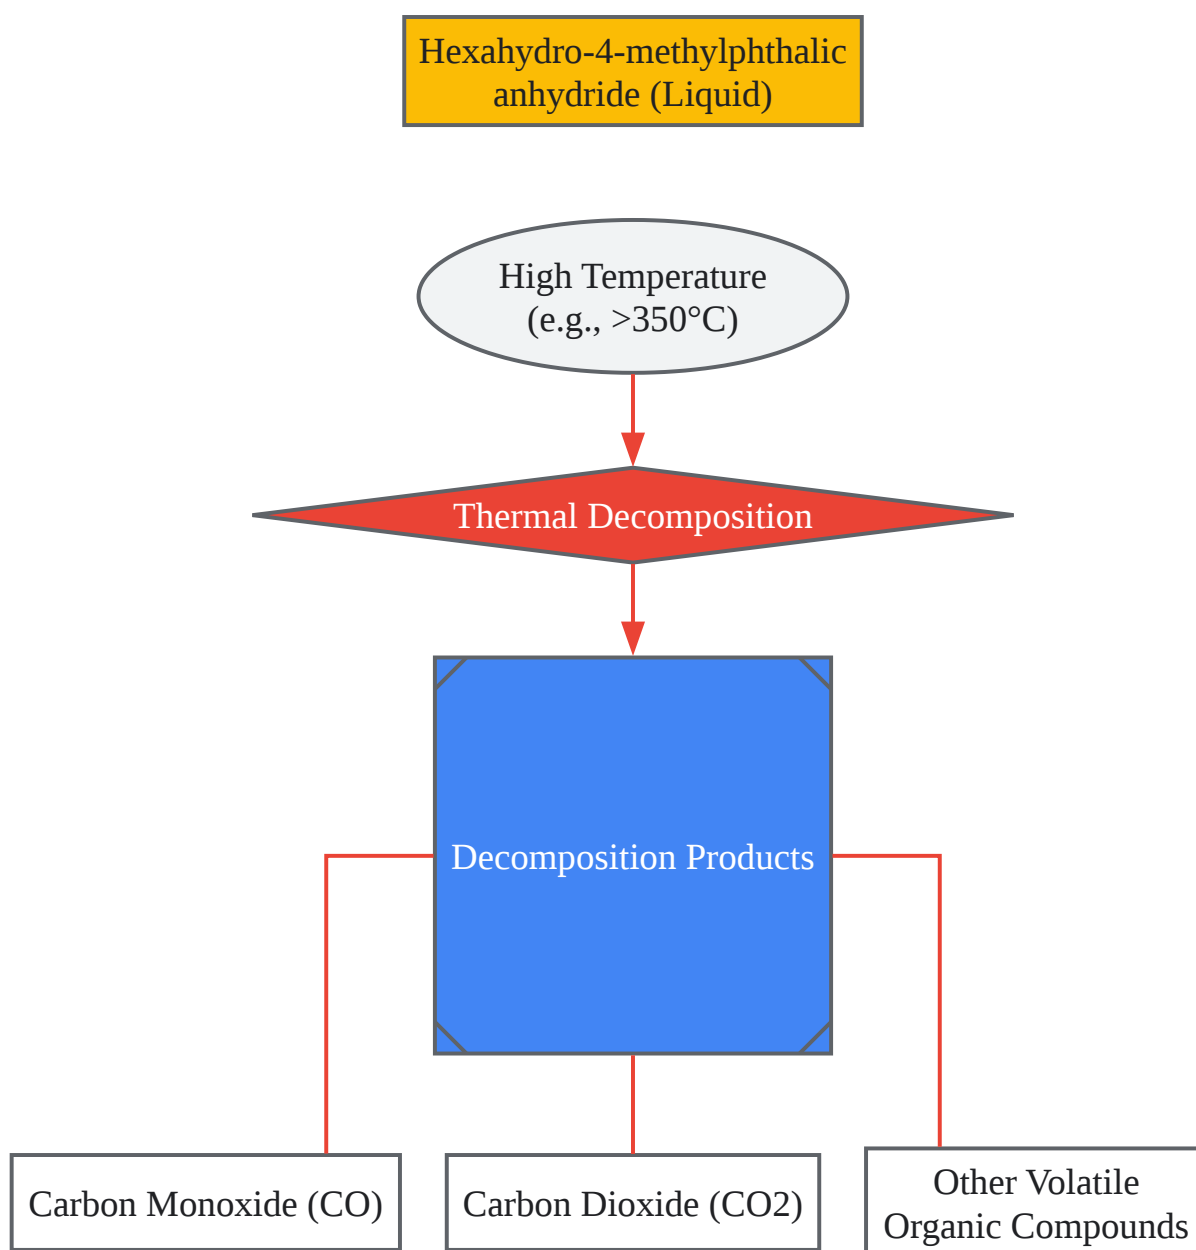 Hexahydro-4-methylphthalic
anhydride (Liquid)
High Temperature
(e.g., >350°C)
Thermal Decomposition
Decomposition Products
Carbon Monoxide (CO)
Carbon Dioxide (CO2)
Other Volatile
Organic Compounds